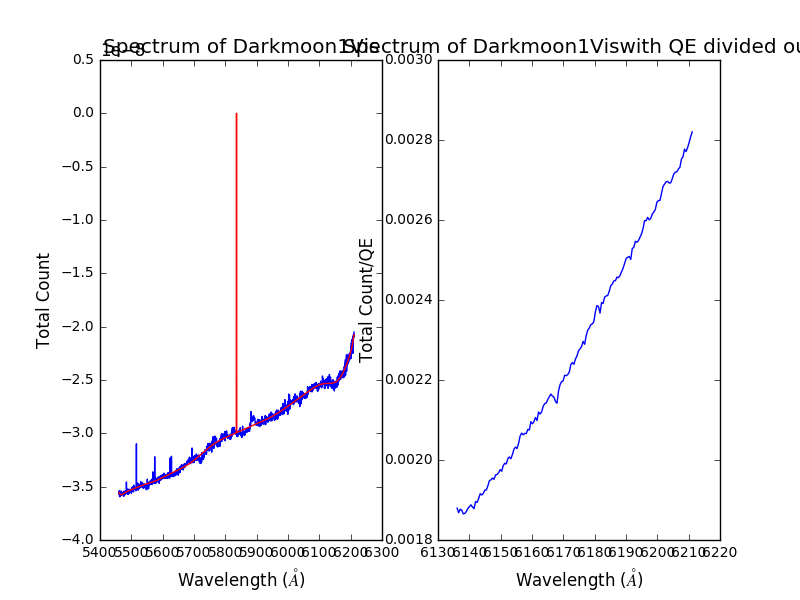 Spectrum of Darkmoon1Vis
Spectrum of Darkmoon1Viswith QE divided ou
1e−8
0.5
0.0
−0.5
−1.0
−1.5
−2.0
−2.5
−3.0
−3.5
−4.0
Total Count
5400 5500 5600 5700 5800 5900 6000 6100 6200 6300
Wavelength (Å)
0.0030
0.0028
0.0026
0.0024
0.0022
0.0020
0.0018
Total Count/QE
6130 6140 6150 6160 6170 6180 6190 6200 6210 6220
Wavelength (Å)